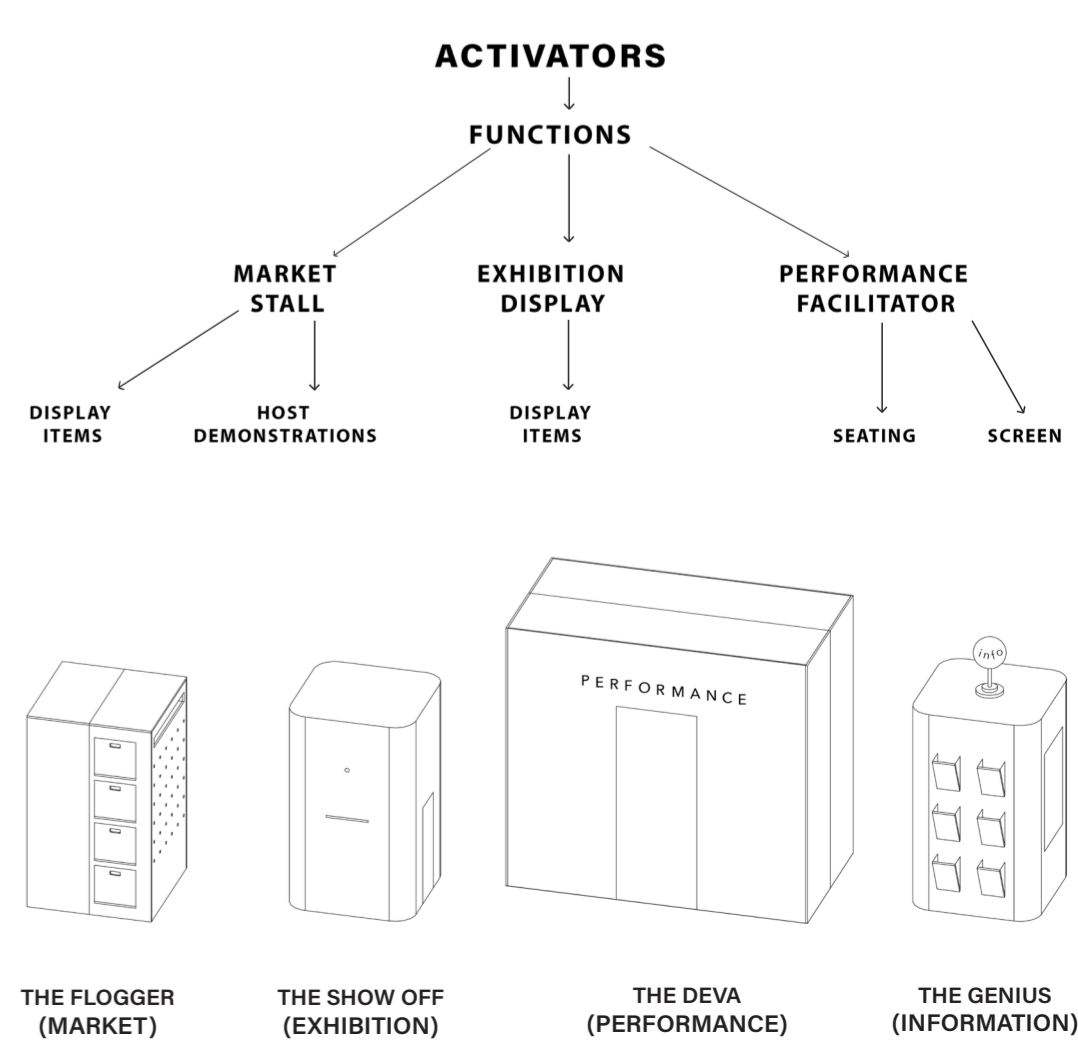 ACTIVATORS
FUNCTIONS
MARKET
STALL
EXHIBITION
DISPLAY
PERFORMANCE
FACILITATOR
DISPLAY
ITEMS
HOST
DEMONSTRATIONS
DISPLAY
ITEMS
SEATING
SCREEN
PERFORMANCE
info
THE FLOGGER
(MARKET)
THE SHOW OFF
(EXHIBITION)
THE DEVA
(PERFORMANCE)
THE GENIUS
(INFORMATION)